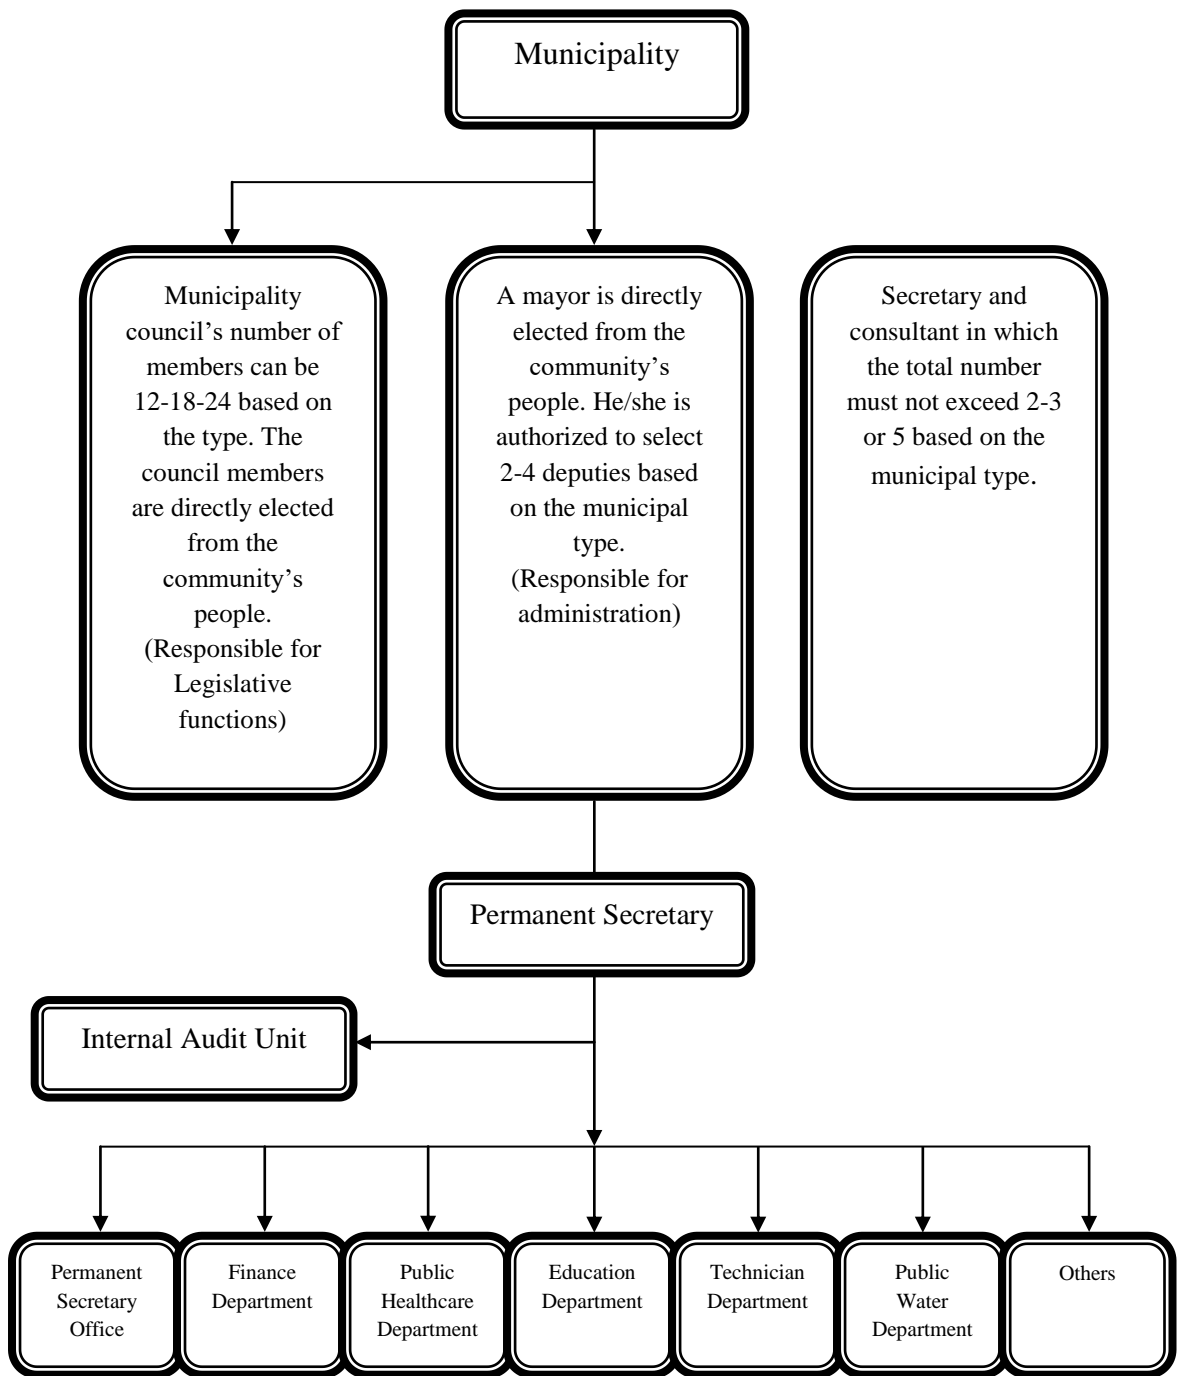 Municipality
Municipality
council’s number of
members can be
12-18-24 based on
the type. The
council members
are directly elected
from the
community’s
people.
(Responsible for
Legislative
functions)
A mayor is directly
elected from the
community’s
people. He/she is
authorized to select
2-4 deputies based
on the municipal
type.
(Responsible for
administration)
Secretary and
consultant in which
the total number
must not exceed 2-3
or 5 based on the
municipal type.
Permanent Secretary
Internal Audit Unit
Permanent
Secretary
Office
Finance
Department
Public
Healthcare
Department
Education
Department
Technician
Department
Public
Water
Department
Others